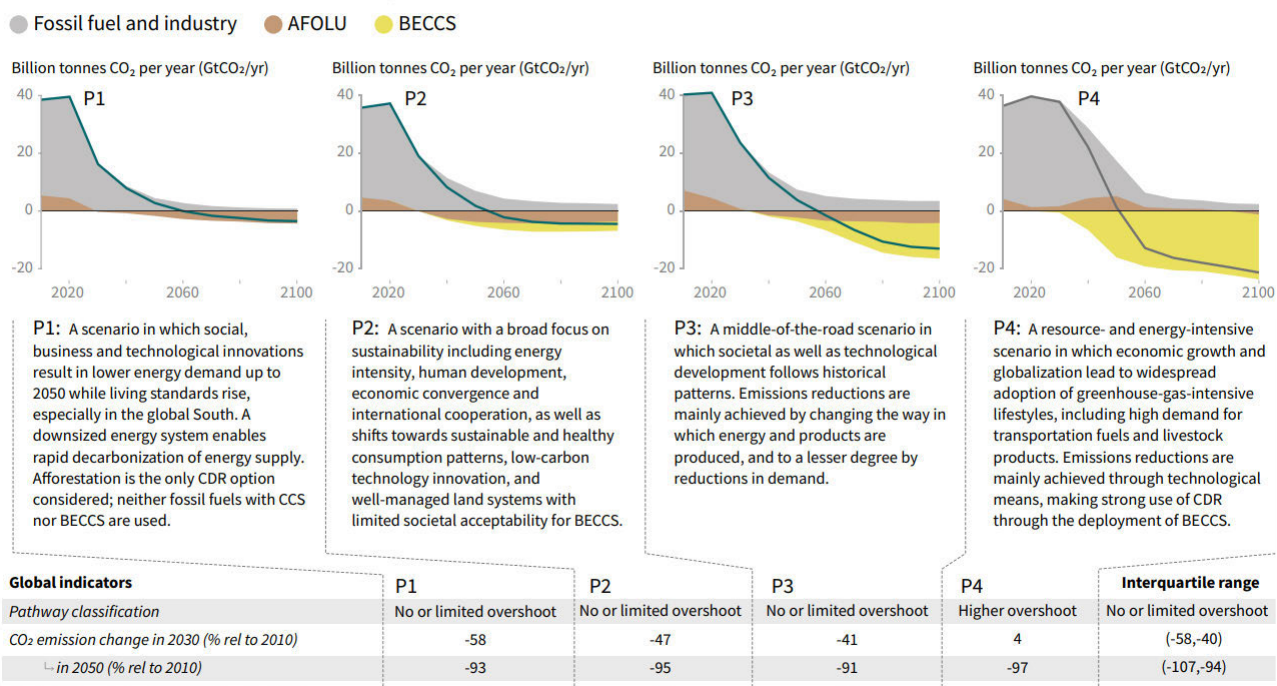 Fossil fuel and industry AFOLU BECCS
Billion tonnes CO₂ per year (GtCO₂/yr)
40
20
0
-20
P1
2020 2060 2100
Billion tonnes CO₂ per year (GtCO₂/yr)
40
20
0
-20
P2
2020 2060 2100
Billion tonnes CO₂ per year (GtCO₂/yr)
40
20
0
-20
P3
2020 2060 2100
Billion tonnes CO₂ per year (GtCO₂/yr)
40
20
0
-20
P4
2020 2060 2100
P1: A scenario in which social,
business and technological innovations
result in lower energy demand up to
2050 while living standards rise,
especially in the global South. A
downsized energy system enables
rapid decarbonization of energy supply.
Afforestation is the only CDR option
considered; neither fossil fuels with CCS
nor BECCS are used.
P2: A scenario with a broad focus on
sustainability including energy
intensity, human development,
economic convergence and
international cooperation, as well as
shifts towards sustainable and healthy
consumption patterns, low-carbon
technology innovation, and
well-managed land systems with
limited societal acceptability for BECCS.
P3: A middle-of-the-road scenario in
which societal as well as technological
development follows historical
patterns. Emissions reductions are
mainly achieved by changing the way in
which energy and products are
produced, and to a lesser degree by
reductions in demand.
P4: A resource- and energy-intensive
scenario in which economic growth and
globalization lead to widespread
adoption of greenhouse-gas-intensive
lifestyles, including high demand for
transportation fuels and livestock
products. Emissions reductions are
mainly achieved through technological
means, making strong use of CDR
through the deployment of BECCS.
Global indicators P1 P2 P3 P4 Interquartile range
Pathway classification No or limited overshoot No or limited overshoot No or limited overshoot Higher overshoot No or limited overshoot
CO₂ emission change in 2030 (% rel to 2010) -58 -47 -41 4 (-58,-40)
↳ in 2050 (% rel to 2010) -93 -95 -91 -97 (-107,-94)